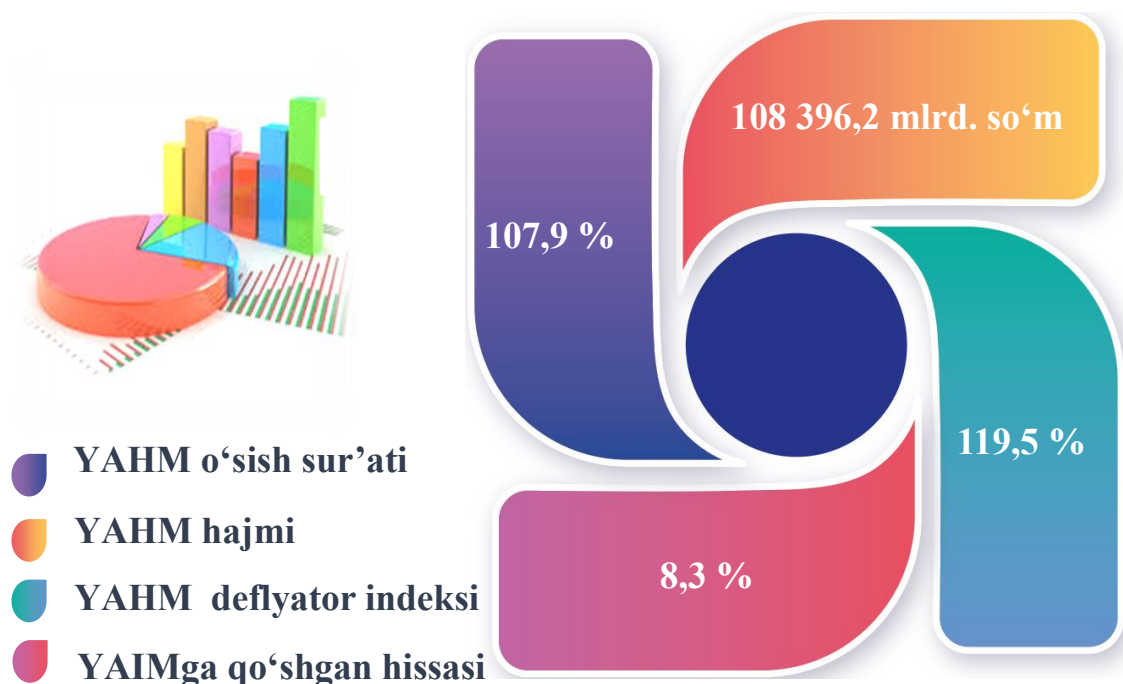 108 396,2 mlrd. so‘m
107,9 %
119,5 %
8,3 %
YAHM o‘sish sur’ati
YAHM hajmi
YAHM deflyator indeksi
YAIMga qo‘shgan hissasi